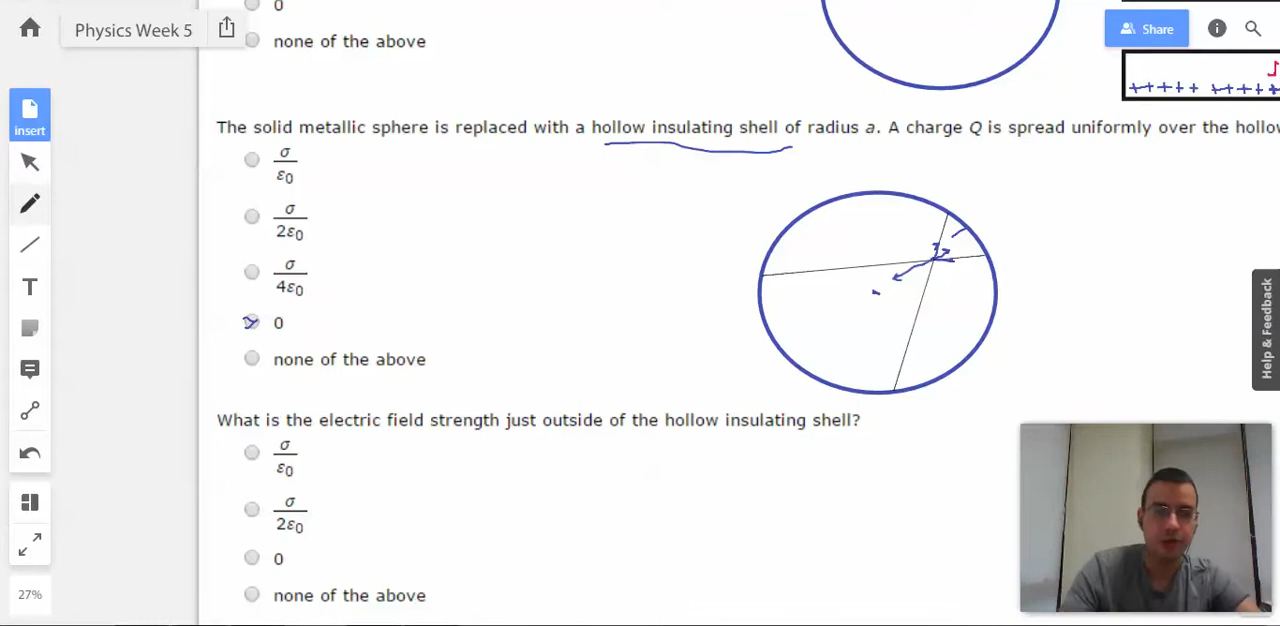 0
Physics Week 5
none of the above
Share
The solid metallic sphere is replaced with a hollow insulating shell of radius a. A charge Q is spread uniformly over the hollo
insert
σ
ε0
σ
2ε0
σ
4ε0
0
none of the above
T
What is the electric field strength just outside of the hollow insulating shell?
σ
ε0
σ
2ε0
0
none of the above
27%
Help & Feedback